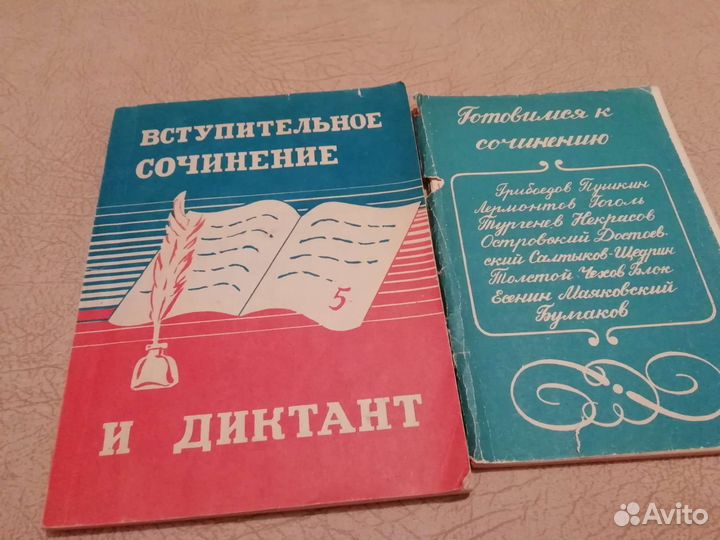 ВСТУПИТЕЛЬНОЕ
СОЧИНЕНИЕ
5
И ДИКТАНТ
Готовимся к
сочинению
Грибоедов Пушкин
Лермонтов Гоголь
Тургенев Некрасов
Островский Достоев-
ский Салтыков-Щедрин
Толстой Чехов Блок
Есенин Маяковский
Булгаков
Avito